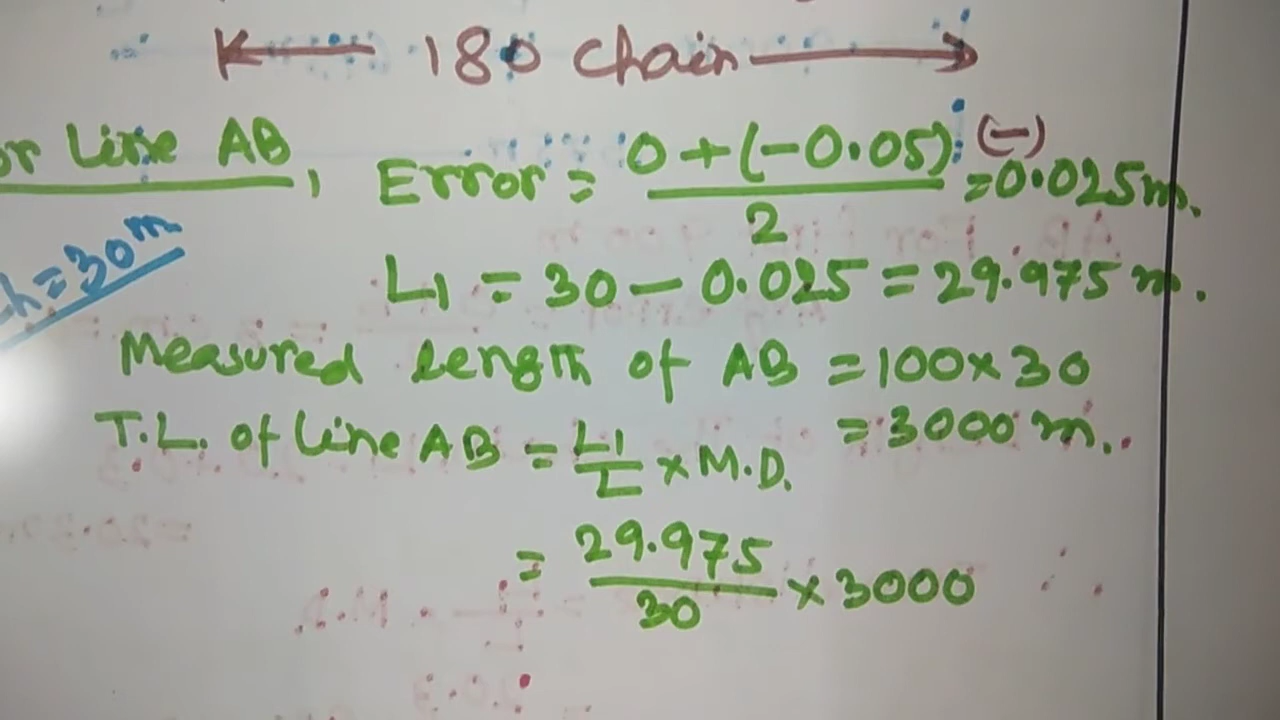 180 Chain
or Line AB, Error = 0 + (-0.05) / 2 = (-) 0.025 m.
ch = 30 m
L1 = 30 - 0.025 = 29.975 m.
Measured Length of AB = 100 × 30
= 3000 m.
T.L. of Line AB = L1 / L × M.D.
= 29.975 / 30 × 3000